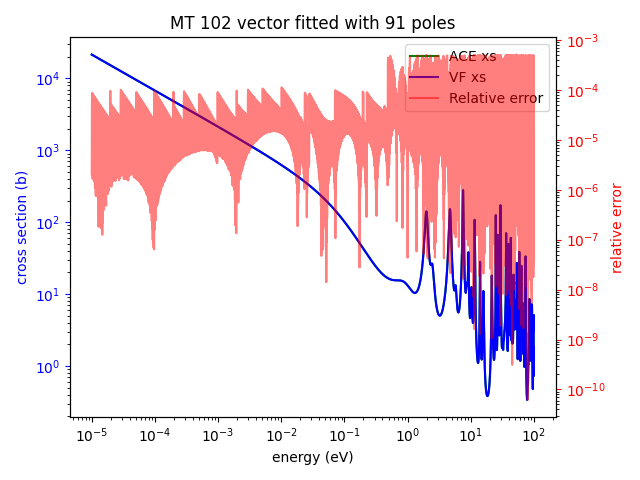 MT 102 vector fitted with 91 poles
ACE xs
VF xs
Relative error
cross section (b)
10^4
10^3
10^2
10^1
10^0
10^-3
10^-4
10^-5
10^-6
10^-7
10^-8
10^-9
10^-10
relative error
10^-5 10^-4 10^-3 10^-2 10^-1 10^0 10^1 10^2
energy (eV)